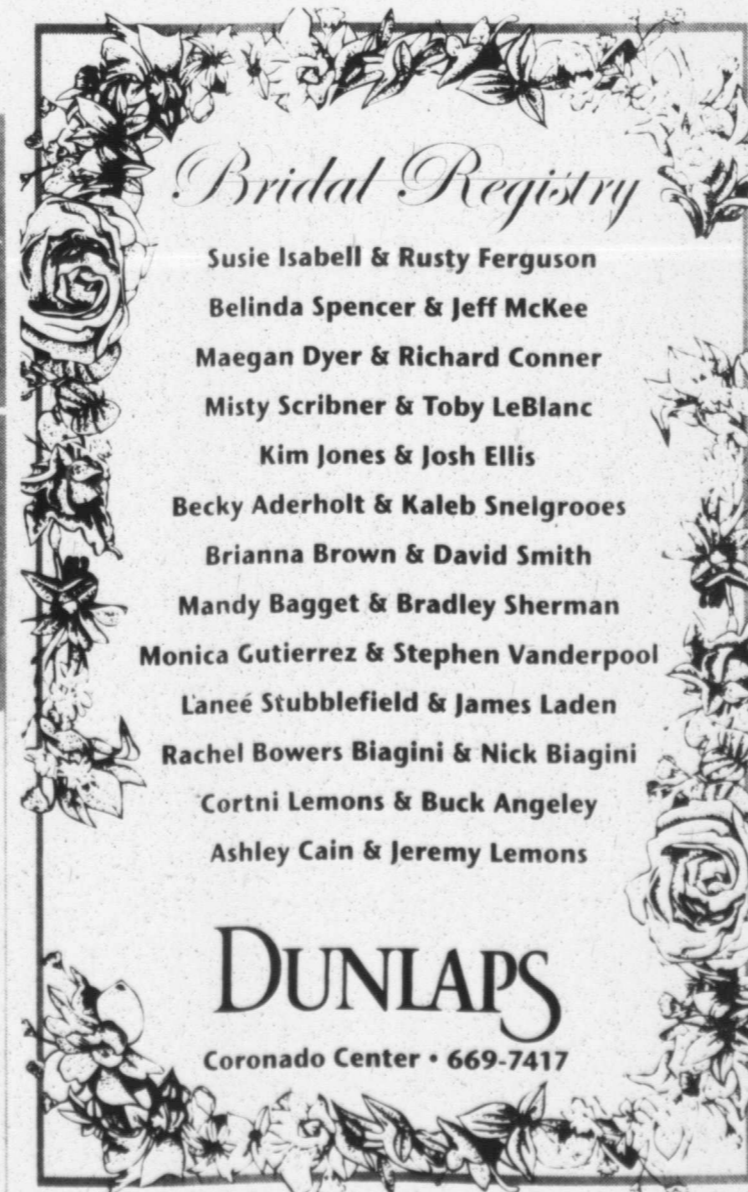 Bridal Registry
Susie Isabell & Rusty Ferguson
Belinda Spencer & Jeff McKee
Maegan Dyer & Richard Conner
Misty Scribner & Toby LeBlanc
Kim Jones & Josh Ellis
Becky Aderholt & Kaleb Snelgrooes
Brianna Brown & David Smith
Mandy Bagget & Bradley Sherman
Monica Gutierrez & Stephen Vanderpool
Laneé Stubblefield & James Laden
Rachel Bowers Biagini & Nick Biagini
Cortni Lemons & Buck Angeley
Ashley Cain & Jeremy Lemons
DUNLAPS
Coronado Center • 669-7417